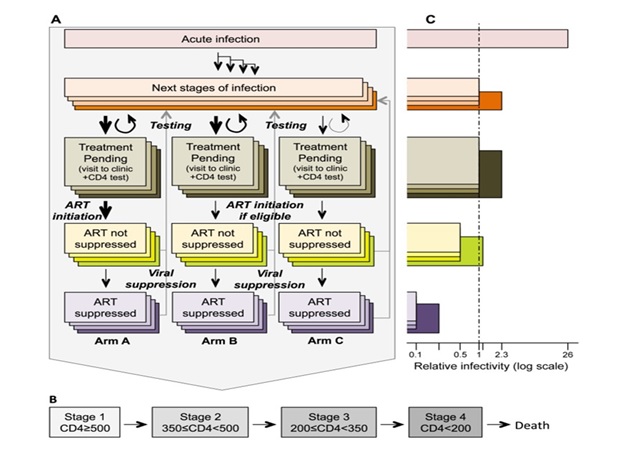 A
C
Acute infection
Next stages of infection
Testing
Testing
Treatment
Pending
(visit to clinic
+CD4 test)
Treatment
Pending
(visit to clinic
+CD4 test)
Treatment
Pending
(visit to clinic
+CD4 test)
ART
initiation
ART initiation
if eligible
ART not
suppressed
ART not
suppressed
ART not
suppressed
Viral
suppression
Viral
suppression
ART
suppressed
ART
suppressed
ART
suppressed
Arm A
Arm B
Arm C
0.1 0.5 1 2.3 26
Relative infectivity (log scale)
B
Stage 1
CD4≥500
Stage 2
350≤CD4<500
Stage 3
200≤CD4<350
Stage 4
CD4<200
Death